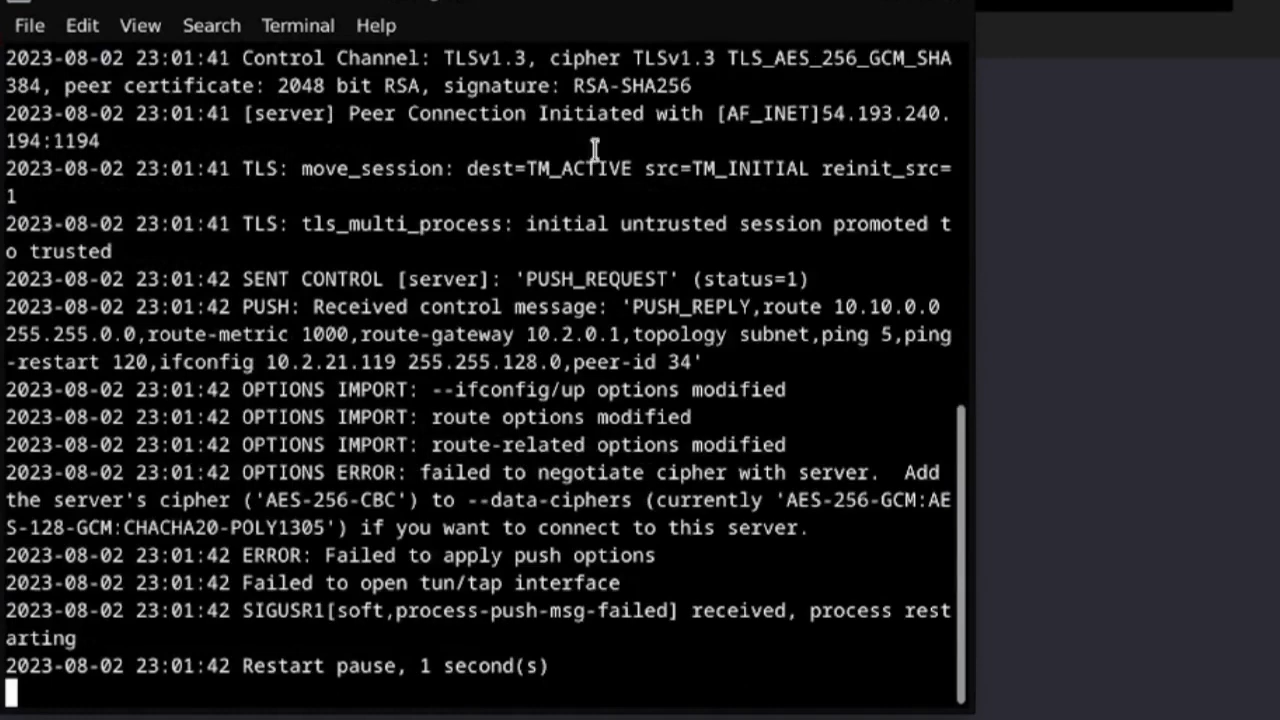 File Edit View Search Terminal Help
2023-08-02 23:01:41 Control Channel: TLSv1.3, cipher TLSv1.3 TLS_AES_256_GCM_SHA
384, peer certificate: 2048 bit RSA, signature: RSA-SHA256
2023-08-02 23:01:41 [server] Peer Connection Initiated with [AF_INET]54.193.240.
194:1194
2023-08-02 23:01:41 TLS: move_session: dest=TM_ACTIVE src=TM_INITIAL reinit_src=
1
2023-08-02 23:01:41 TLS: tls_multi_process: initial untrusted session promoted t
o trusted
2023-08-02 23:01:42 SENT CONTROL [server]: 'PUSH_REQUEST' (status=1)
2023-08-02 23:01:42 PUSH: Received control message: 'PUSH_REPLY,route 10.10.0.0
255.255.0.0,route-metric 1000,route-gateway 10.2.0.1,topology subnet,ping 5,ping
-restart 120,ifconfig 10.2.21.119 255.255.128.0,peer-id 34'
2023-08-02 23:01:42 OPTIONS IMPORT: --ifconfig/up options modified
2023-08-02 23:01:42 OPTIONS IMPORT: route options modified
2023-08-02 23:01:42 OPTIONS IMPORT: route-related options modified
2023-08-02 23:01:42 OPTIONS ERROR: failed to negotiate cipher with server.  Add
the server's cipher ('AES-256-CBC') to --data-ciphers (currently 'AES-256-GCM:AE
S-128-GCM:CHACHA20-POLY1305') if you want to connect to this server.
2023-08-02 23:01:42 ERROR: Failed to apply push options
2023-08-02 23:01:42 Failed to open tun/tap interface
2023-08-02 23:01:42 SIGUSR1[soft,process-push-msg-failed] received, process rest
arting
2023-08-02 23:01:42 Restart pause, 1 second(s)